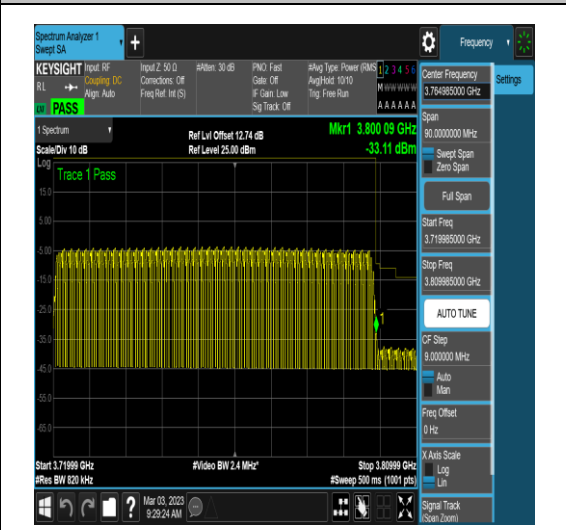 Spectrum Analyzer 1
Swept SA
Frequency
KEYSIGHT
RL
Input: RF
Coupling: DC
Align: Auto
Input Z: 50 Ω
Corrections: Off
Freq Ref: Int (S)
#Atten: 30 dB
PNO: Fast
Gate: Off
IF Gain: Low
Sig Track: Off
#Avg Type: Power (RMS
Avg|Hold: 10/10
Trig: Free Run
1 2 3 4 5 6
M W W W W W
A A A A A A
LXI PASS
Center Frequency
3.764985000 GHz
Settings
Span
90.0000000 MHz
Swept Span
Zero Span
Full Span
Start Freq
3.719985000 GHz
Stop Freq
3.809985000 GHz
AUTO TUNE
CF Step
9.000000 MHz
Auto
Man
Freq Offset
0 Hz
X Axis Scale
Log
Lin
Signal Track
(Span Zoom)
1 Spectrum
Scale/Div 10 dB
Ref Lvl Offset 12.74 dB
Ref Level 25.00 dBm
Mkr1 3.800 09 GHz
-33.11 dBm
Log
Trace 1 Pass
15.0
5.00
-5.00
-15.0
-25.0
-35.0
-45.0
-55.0
-65.0
1
Start 3.71999 GHz
#Res BW 820 kHz
#Video BW 2.4 MHz*
Stop 3.80999 GHz
#Sweep 500 ms (1001 pts)
?
Mar 03, 2023
9:29:24 AM